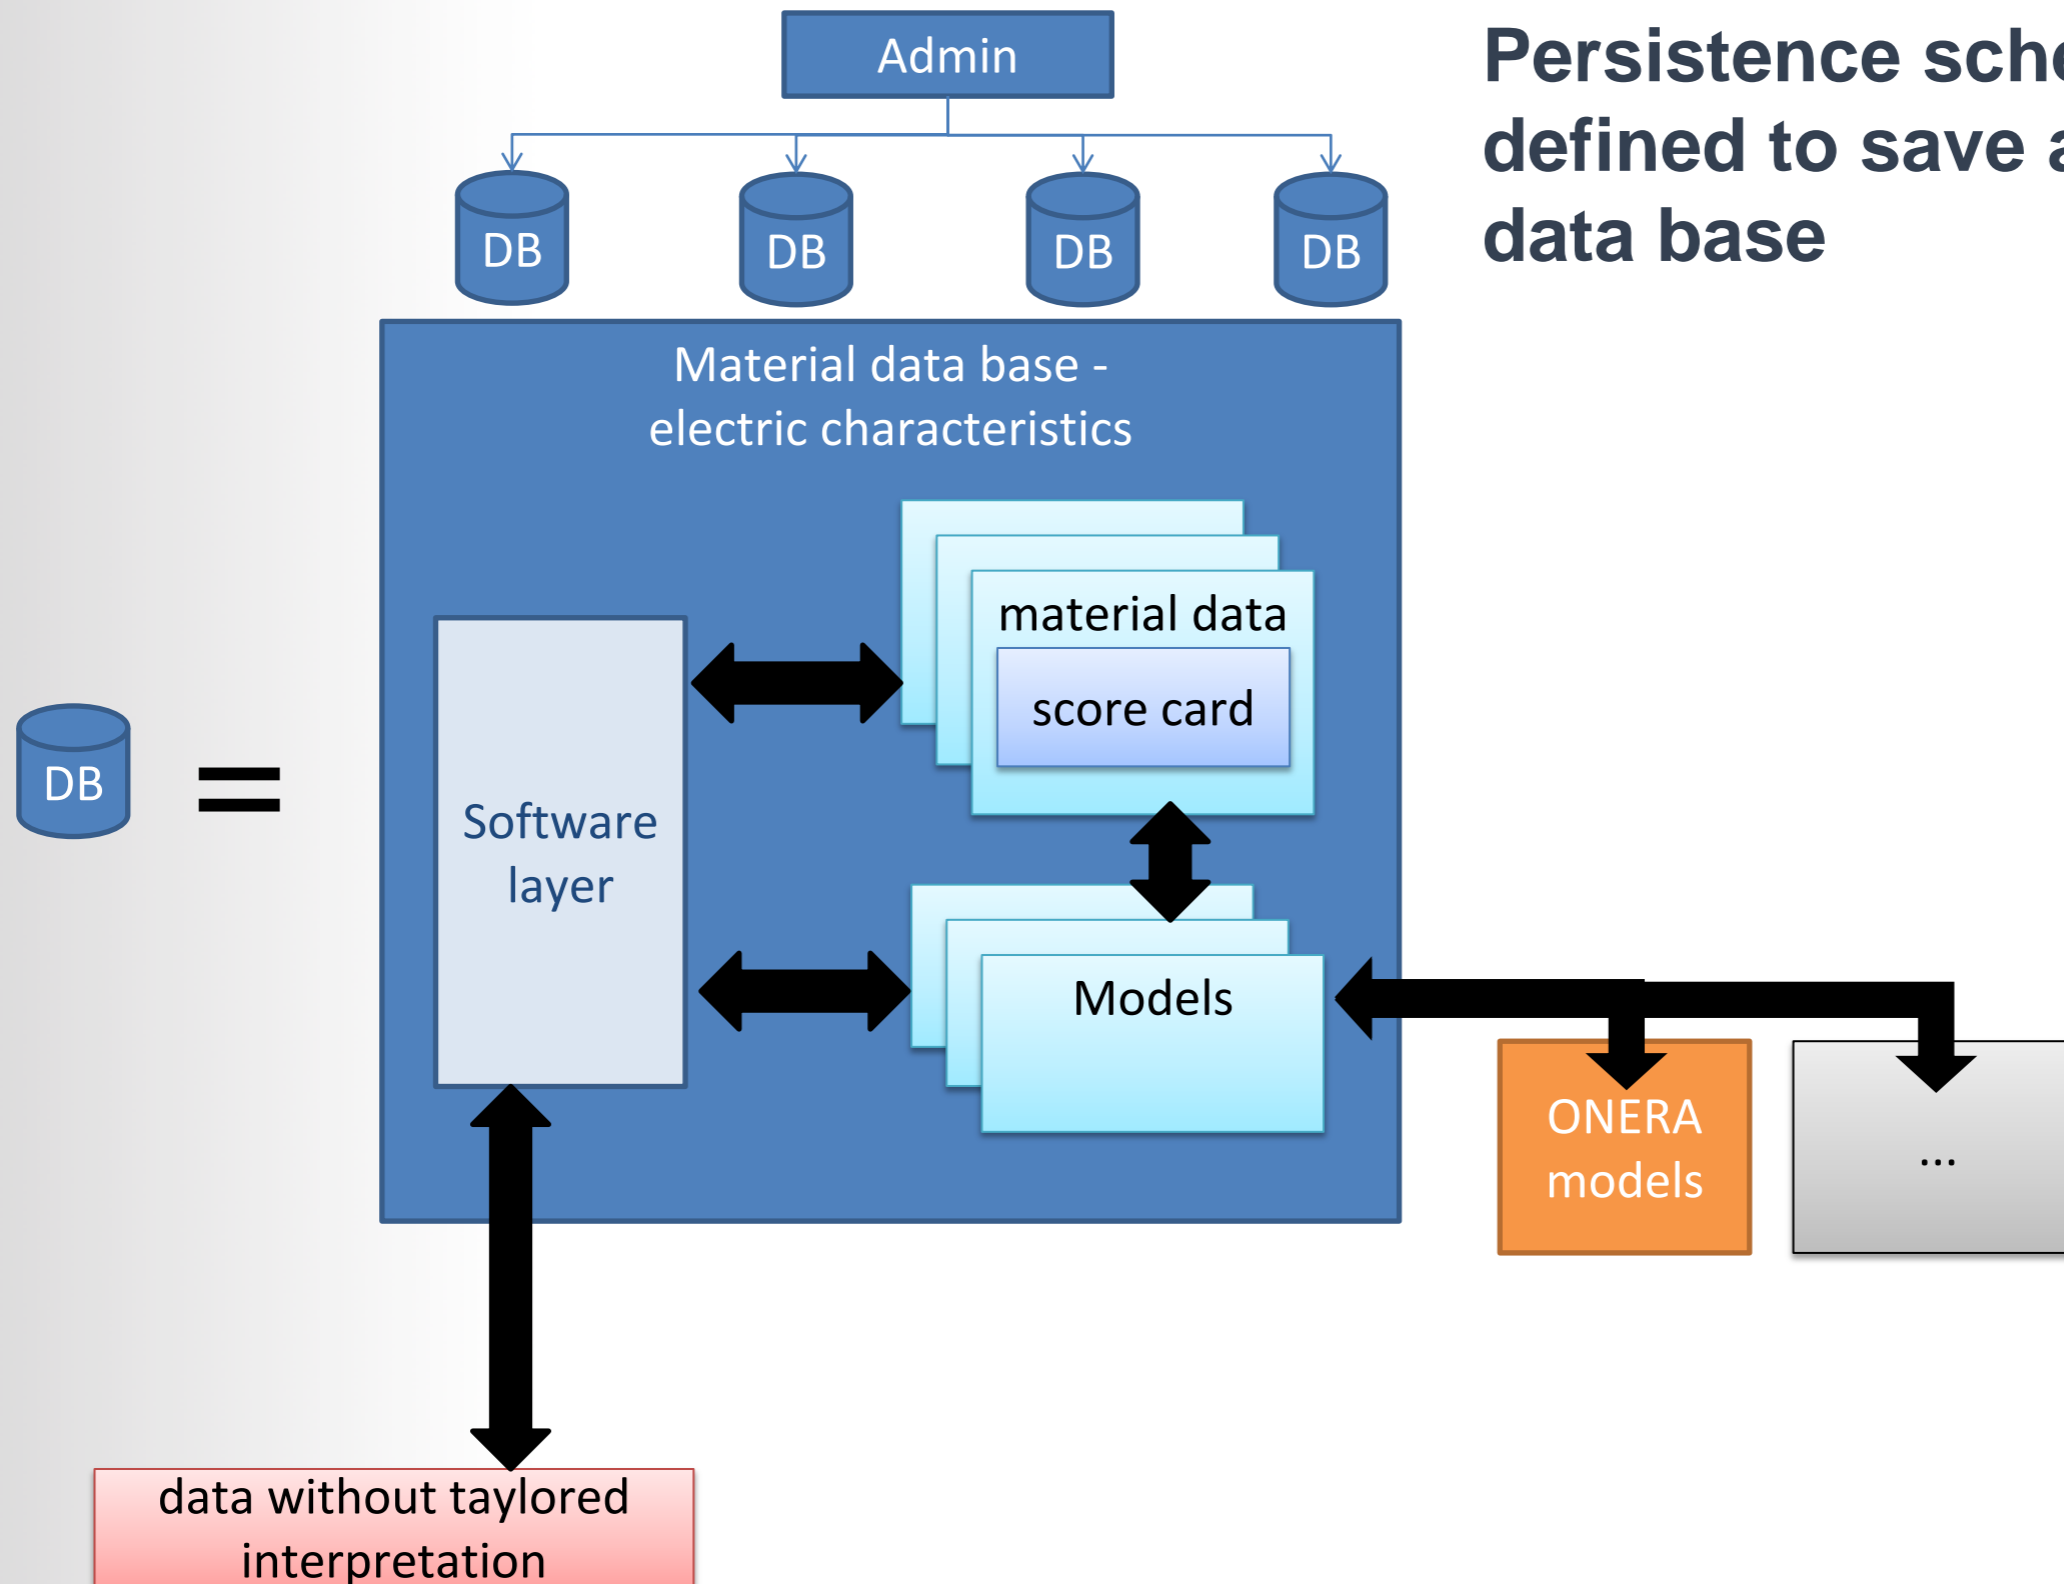 Admin
Persistence sche
defined to save a
data base
DB
DB
DB
DB
Material data base -
electric characteristics
material data
score card
DB
=
Software
layer
Models
ONERA
models
...
data without taylored
interpretation